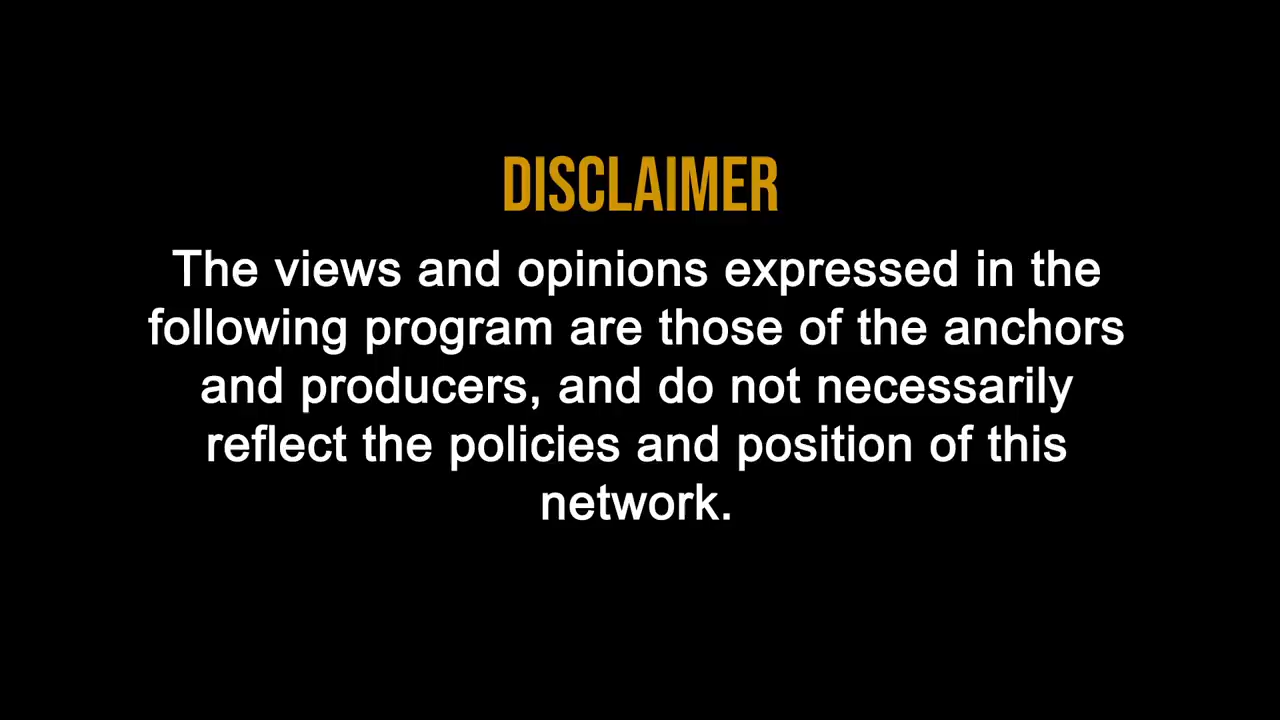 DISCLAIMER
The views and opinions expressed in the
following program are those of the anchors
and producers, and do not necessarily
reflect the policies and position of this
network.